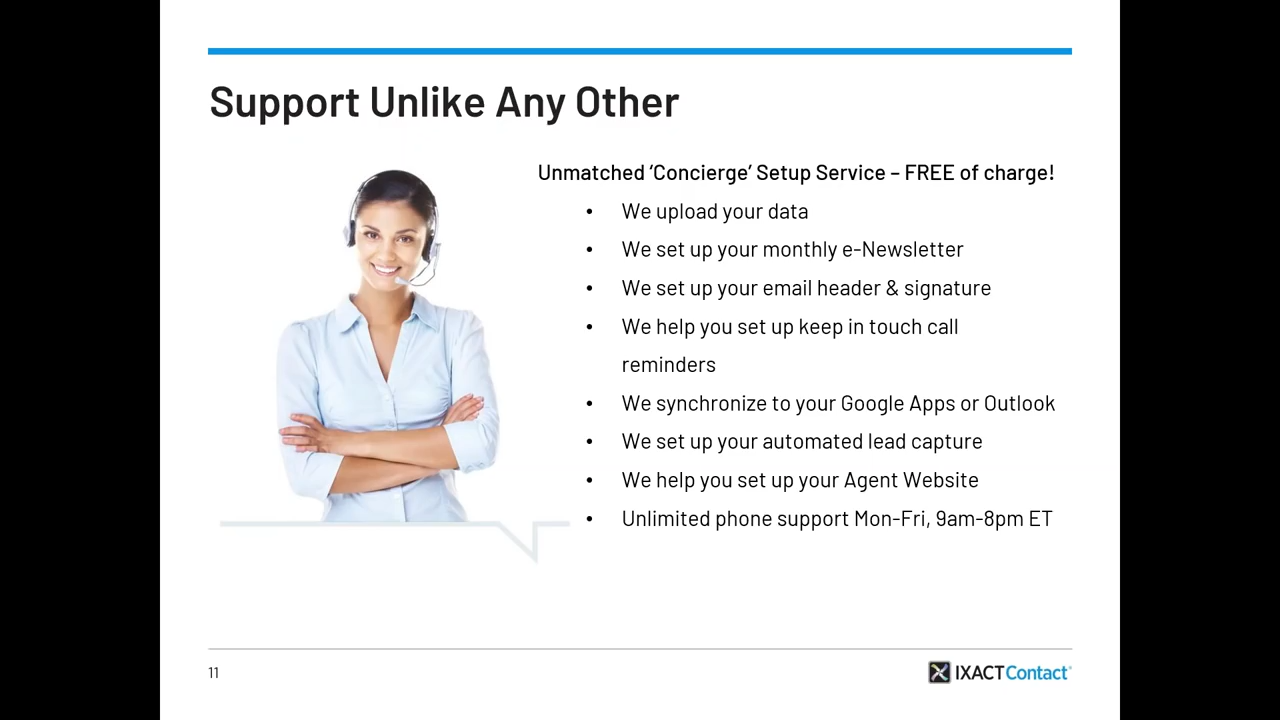 Support Unlike Any Other
Unmatched ‘Concierge’ Setup Service – FREE of charge!
• We upload your data
• We set up your monthly e-Newsletter
• We set up your email header & signature
• We help you set up keep in touch call
reminders
• We synchronize to your Google Apps or Outlook
• We set up your automated lead capture
• We help you set up your Agent Website
• Unlimited phone support Mon-Fri, 9am-8pm ET
11
IXACTContact®